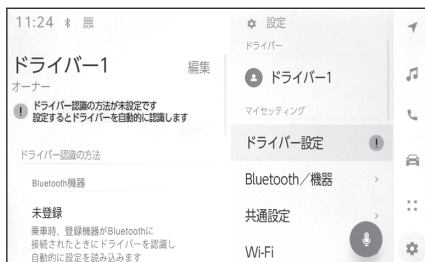 11:24
ドライバー1
編集
オーナー
ドライバー認識の方法が未設定です
設定するとドライバーを自動的に認識します
ドライバー認識の方法
Bluetooth機器
未登録
乗車時、登録機器がBluetoothに
接続されたときにドライバーを認識し
自動的に設定を読み込みます
設定
ドライバー
ドライバー1
マイセッティング
ドライバー設定
Bluetooth／機器
共通設定
Wi-Fi